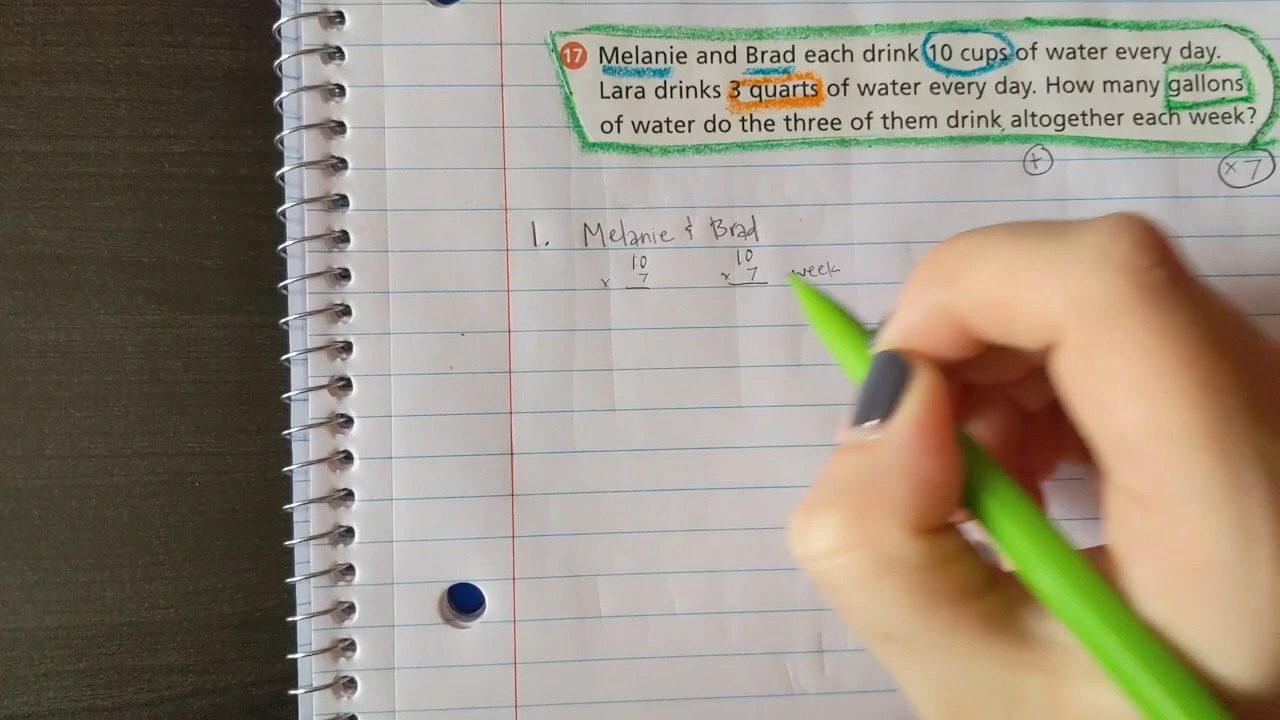 17 Melanie and Brad each drink 10 cups of water every day.
Lara drinks 3 quarts of water every day. How many gallons
of water do the three of them drink altogether each week?
+ × 7
1. Melanie & Brad
10 10
× 7 × 7 week